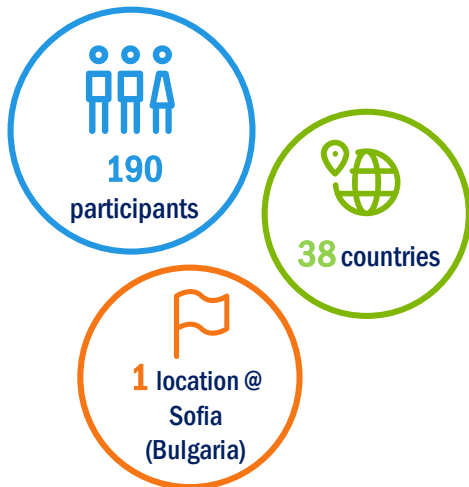 190
participants
38 countries
1 location @
Sofia
(Bulgaria)